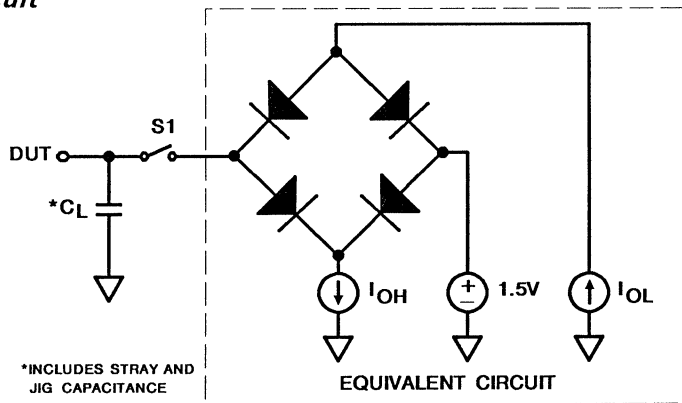 S1
DUT
*CL
IOH
+
−
1.5V
IOL
*INCLUDES STRAY AND
JIG CAPACITANCE
EQUIVALENT CIRCUIT